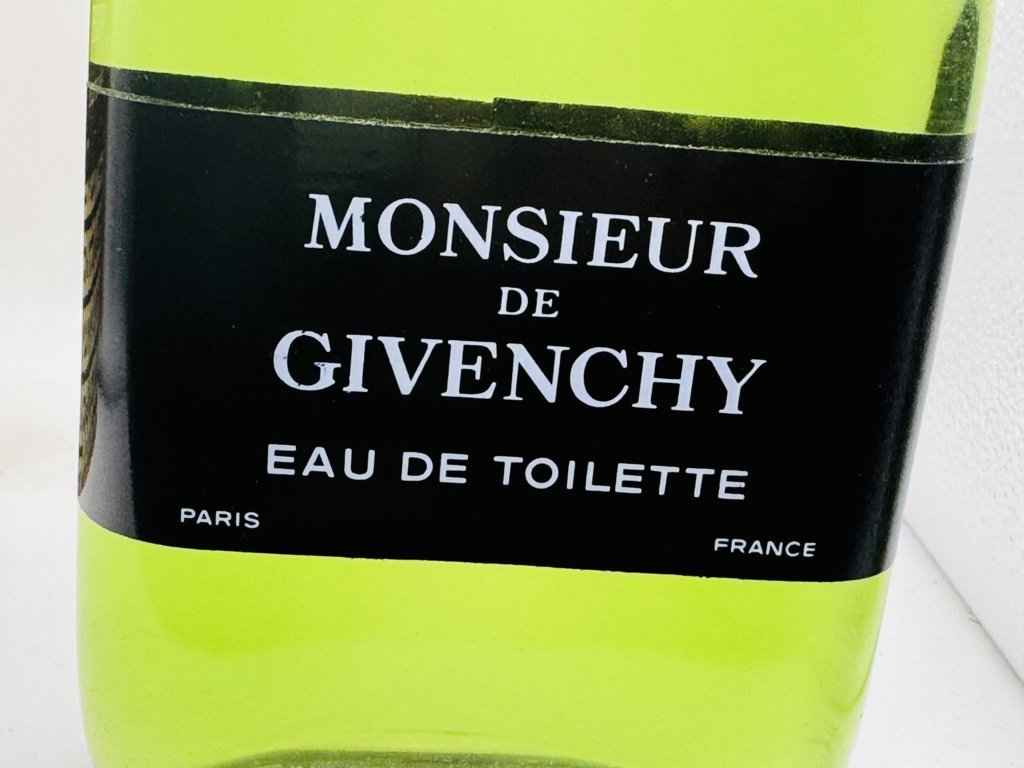 MONSIEUR
DE
GIVENCHY
EAU DE TOILETTE
PARIS
FRANCE